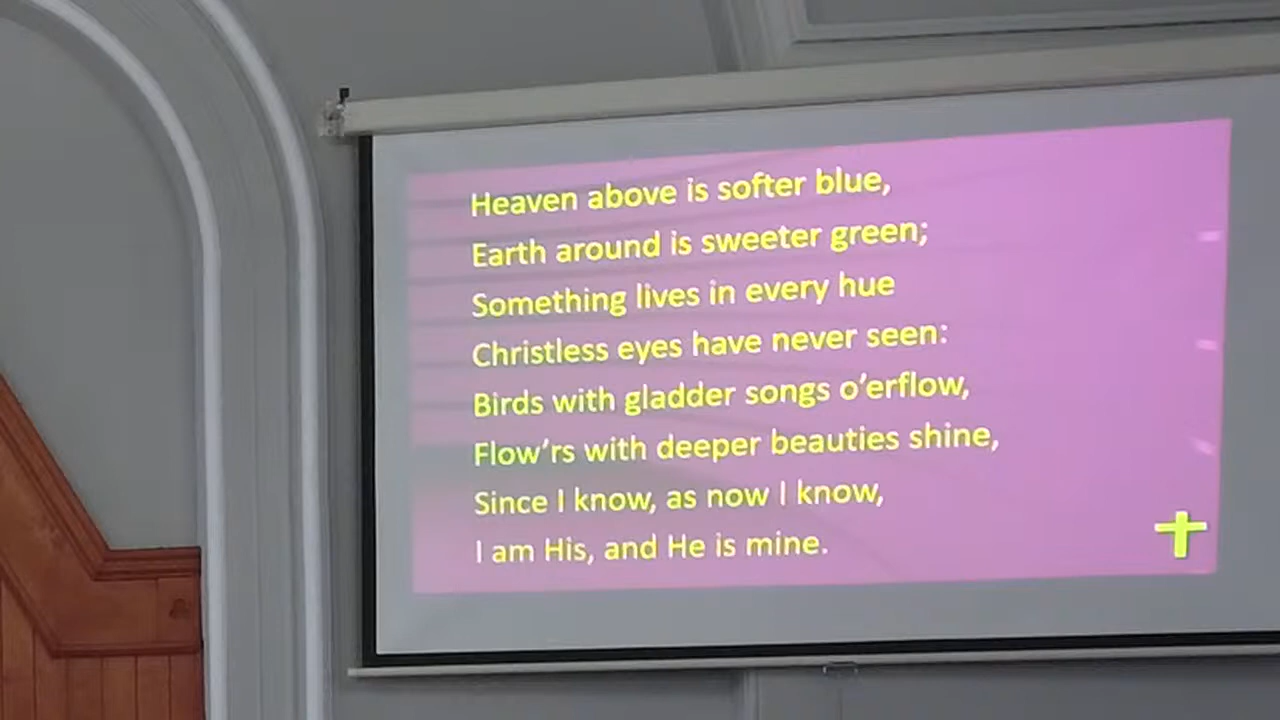 Heaven above is softer blue,
Earth around is sweeter green;
Something lives in every hue
Christless eyes have never seen:
Birds with gladder songs o’erflow,
Flow’rs with deeper beauties shine,
Since I know, as now I know,
I am His, and He is mine.